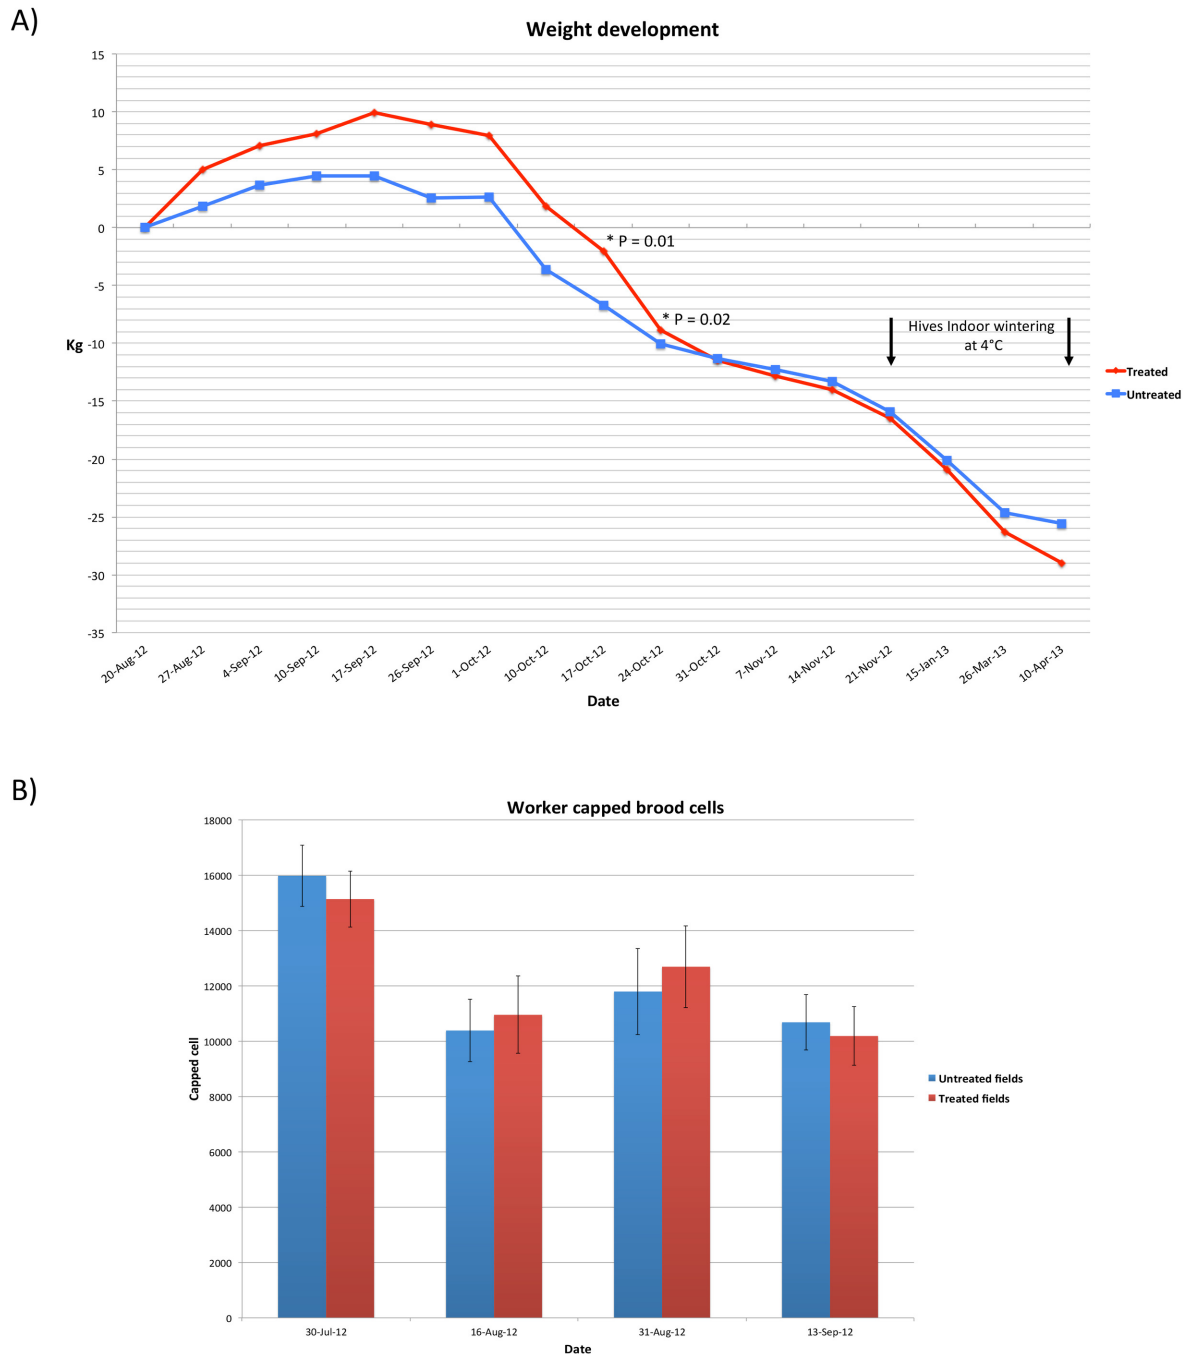 A)
Weight development
15
10
5
0
-5
-10
-15
-20
-25
-30
-35
Kg
* P = 0.01
* P = 0.02
Hives Indoor wintering
at 4°C
Treated
Untreated
20-Aug-12
27-Aug-12
4-Sep-12
10-Sep-12
17-Sep-12
26-Sep-12
1-Oct-12
10-Oct-12
17-Oct-12
24-Oct-12
31-Oct-12
7-Nov-12
14-Nov-12
21-Nov-12
15-Jan-13
26-Mar-13
10-Apr-13
Date
B)
Worker capped brood cells
18000
16000
14000
12000
10000
8000
6000
4000
2000
0
Capped cell
Untreated fields
Treated fields
30-Jul-12
16-Aug-12
31-Aug-12
13-Sep-12
Date